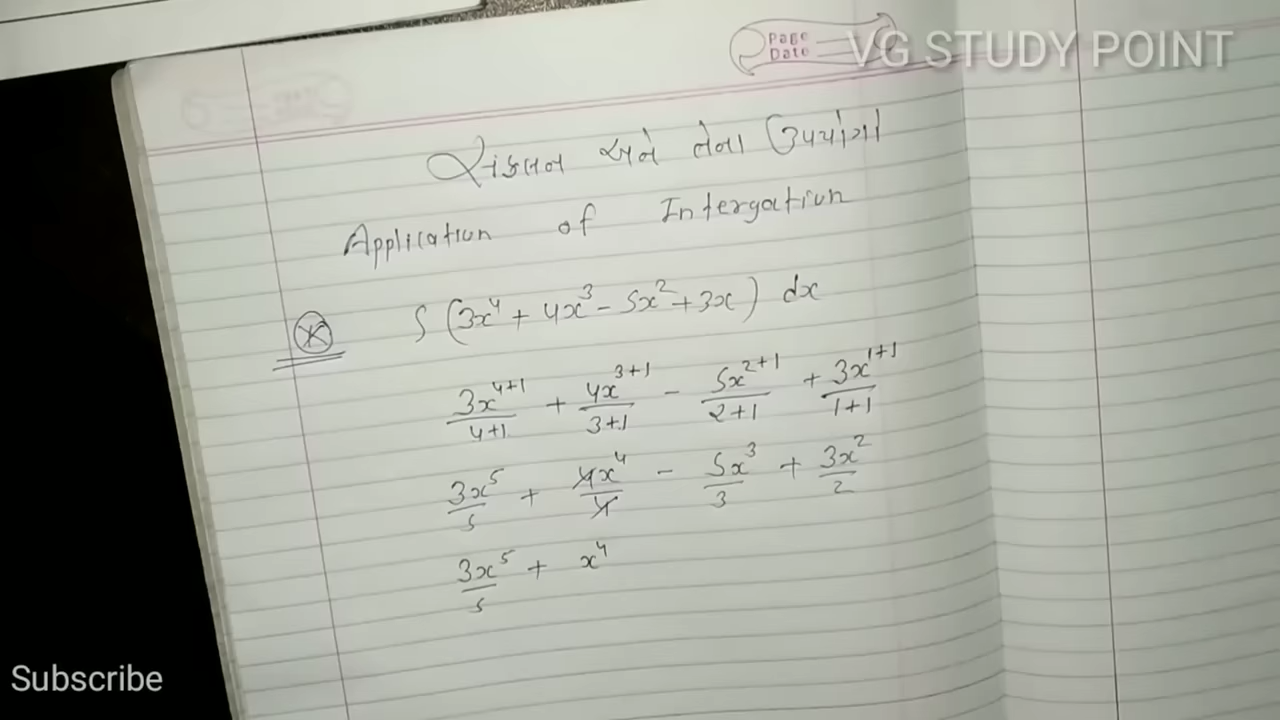 Page
Date
VG STUDY POINT
સંકલન અને તેના ઉપયોગો
Application of Intergation
∫ (3x⁴ + 4x³ - 5x² + 3x) dx
3x⁴⁺¹/4+1 + 4x³⁺¹/3+1 - 5x²⁺¹/2+1 + 3x¹⁺¹/1+1
3x⁵/5 + 4x⁴/4 - 5x³/3 + 3x²/2
3x⁵/5 + x⁴
Subscribe